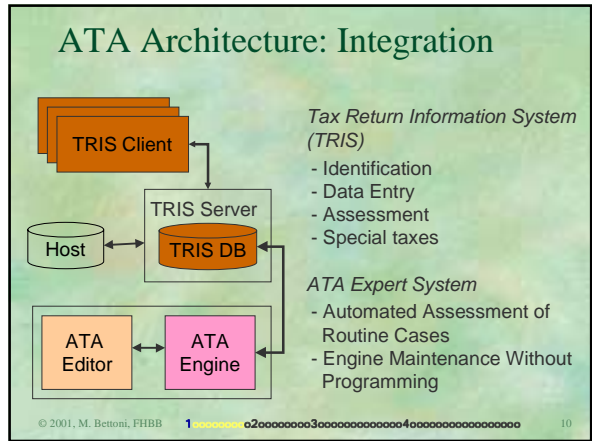 ATA Architecture: Integration
TRIS Client
TRIS Server
Host
TRIS DB
ATA
Editor
ATA
Engine
Tax Return Information System
(TRIS)
- Identification
- Data Entry
- Assessment
- Special taxes
ATA Expert System
- Automated Assessment of
Routine Cases
- Engine Maintenance Without
Programming
© 2001, M. Bettoni, FHBB
1ooooooooo2oooooooo3ooooooooooooo4ooooooooooooooooo
10